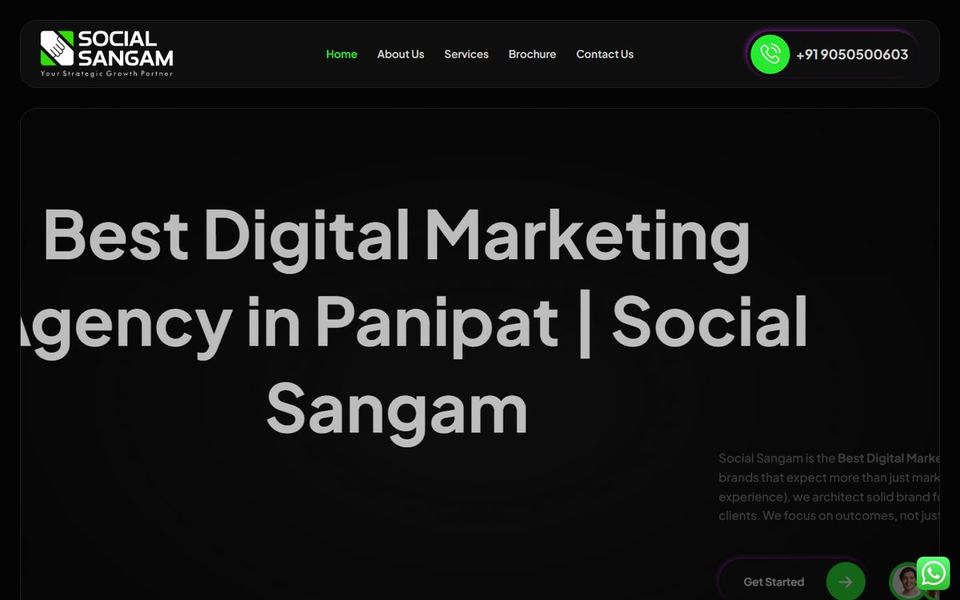 SOCIAL
SANGAM
Your Strategic Growth Partner
Home
About Us
Services
Brochure
Contact Us
+91 9050500603
Best Digital Marketing
Agency in Panipat | Social
Sangam
Social Sangam is the Best Digital Marke
brands that expect more than just mark
experience), we architect solid brand fo
clients. We focus on outcomes, not just
Get Started